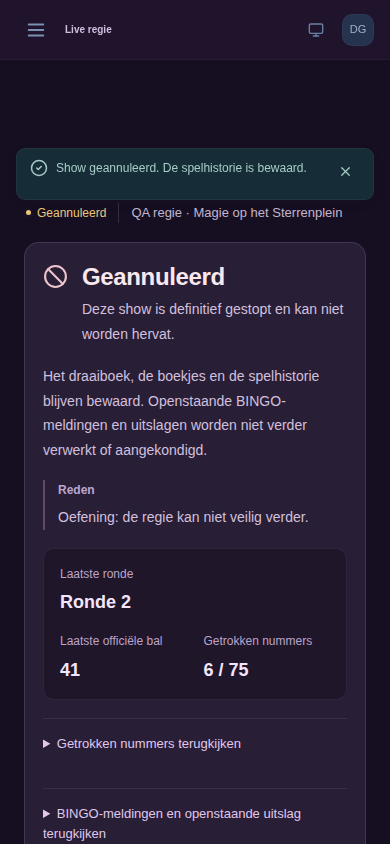 Live regie
DG
Show geannuleerd. De spelhistorie is bewaard.
Geannuleerd
QA regie · Magie op het Sterrenplein
Geannuleerd
Deze show is definitief gestopt en kan niet
worden hervat.
Het draaiboek, de boekjes en de spelhistorie
blijven bewaard. Openstaande BINGO-
meldingen en uitslagen worden niet verder
verwerkt of aangekondigd.
Reden
Oefening: de regie kan niet veilig verder.
Laatste ronde
Ronde 2
Laatste officiële bal
Getrokken nummers
41
6 / 75
Getrokken nummers terugkijken
BINGO-meldingen en openstaande uitslag
terugkijken